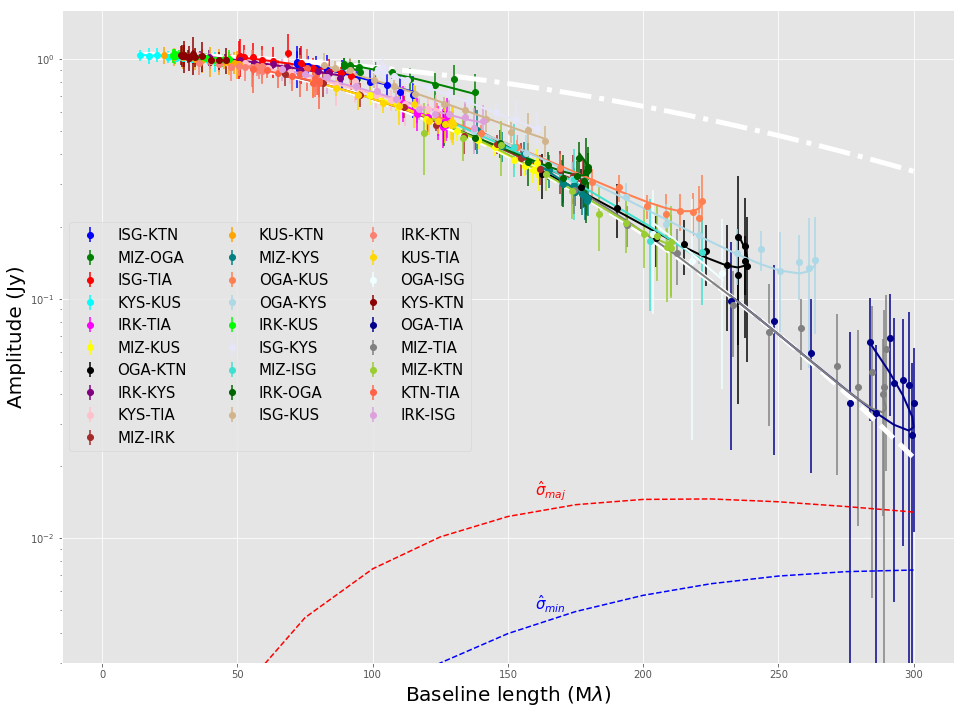 10⁰
10⁻¹
10⁻²
Amplitude (Jy)
ISG-KTN KUS-KTN IRK-KTN
MIZ-OGA MIZ-KYS KUS-TIA
ISG-TIA OGA-KUS OGA-ISG
KYS-KUS OGA-KYS KYS-KTN
IRK-TIA IRK-KUS OGA-TIA
MIZ-KUS ISG-KYS MIZ-TIA
OGA-KTN MIZ-ISG MIZ-KTN
IRK-KYS IRK-OGA KTN-TIA
KYS-TIA ISG-KUS IRK-ISG
MIZ-IRK
σ̂maj
σ̂min
0 50 100 150 200 250 300
Baseline length (Mλ)